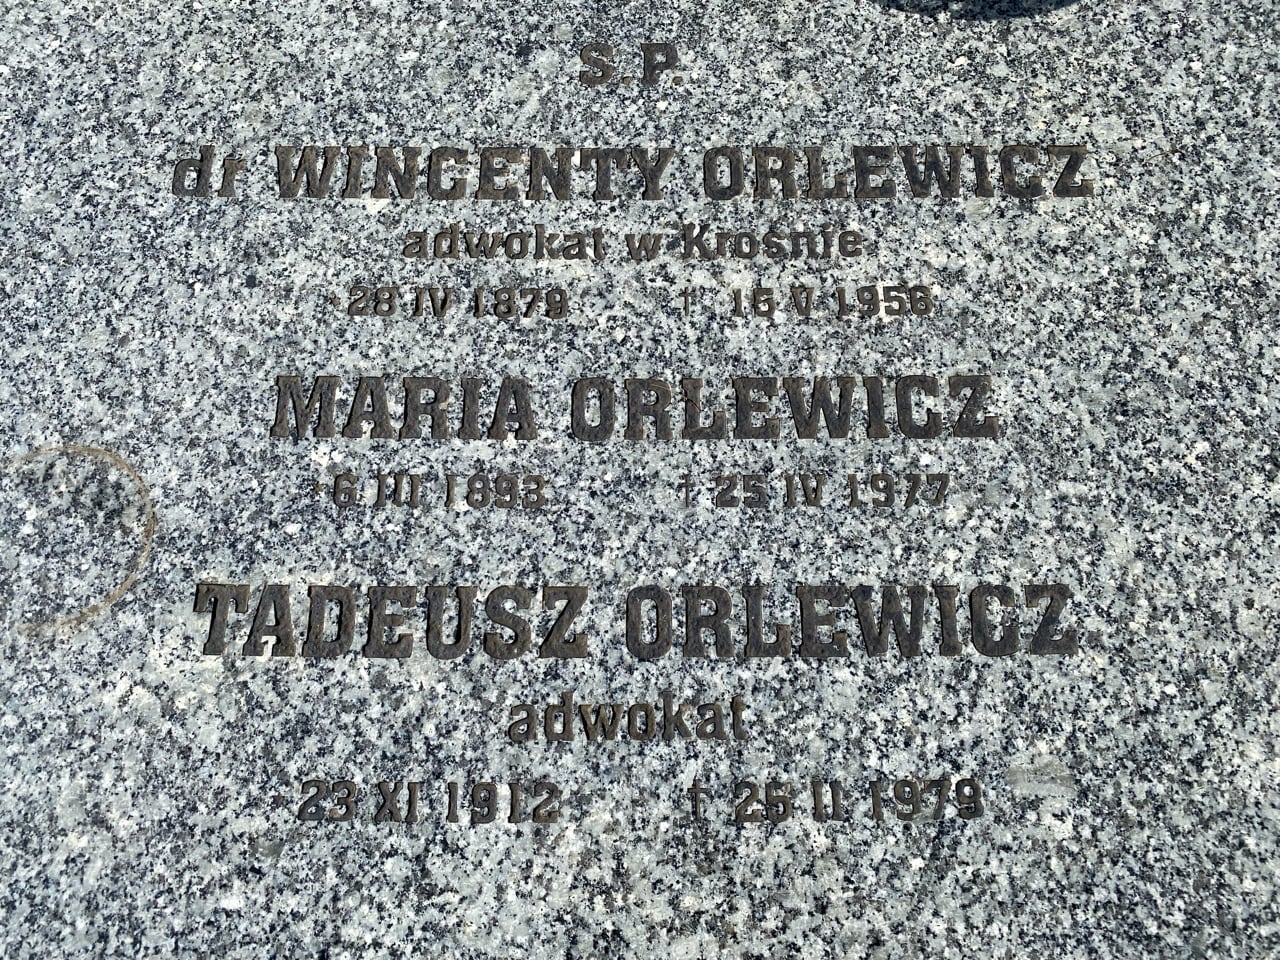 S.P.
dr WINCENTY ORLEWICZ
adwokat w Krośnie
* 28 IV 1879 † 15 V 1956
MARIA ORLEWICZ
* 6 III 1893 † 25 IV 1977
TADEUSZ ORLEWICZ
adwokat
* 23 XI 1912 † 25 II 1979